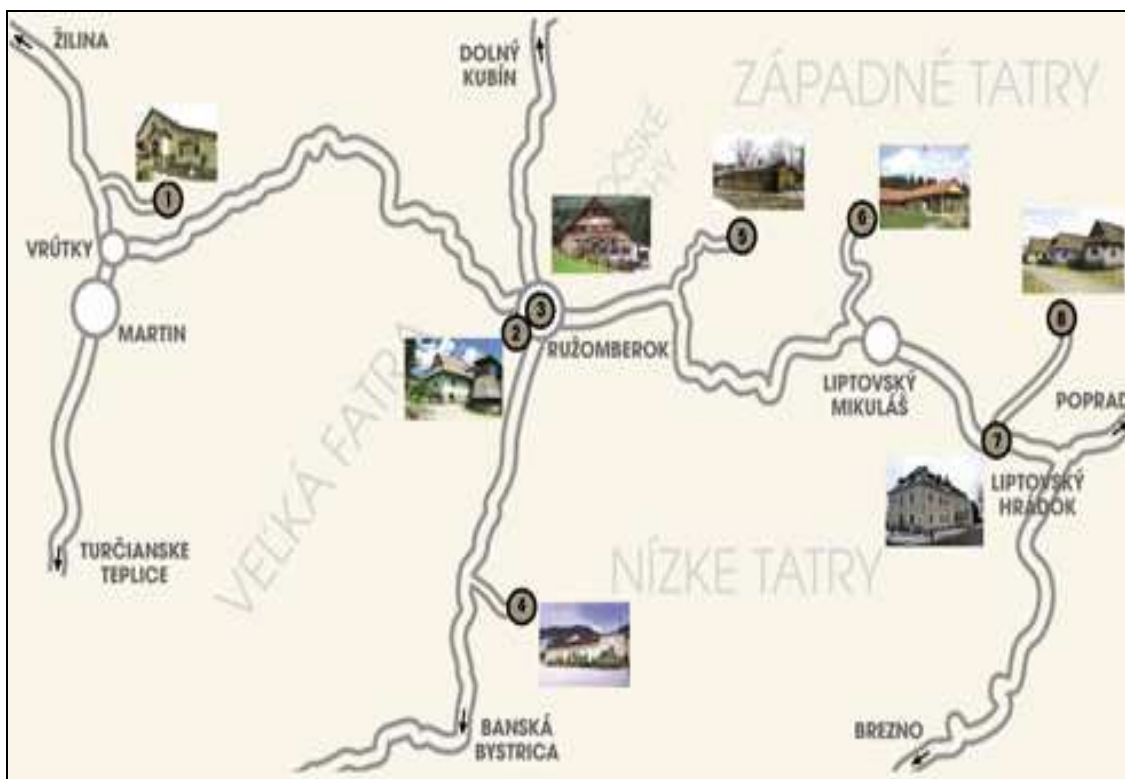 ŽILINA
DOLNÝ
KUBÍN
ZÁPADNÉ TATRY
1
5
6
8
VRÚTKY
MARTIN
3
2
RUŽOMBEROK
LIPTOVSKÝ
MIKULÁŠ
POPRAD
7
LIPTOVSKÝ
HRÁDOK
VEĽKÁ FATRA
NÍZKE TATRY
TURČIANSKE
TEPLICE
4
BANSKÁ
BYSTRICA
BREZNO